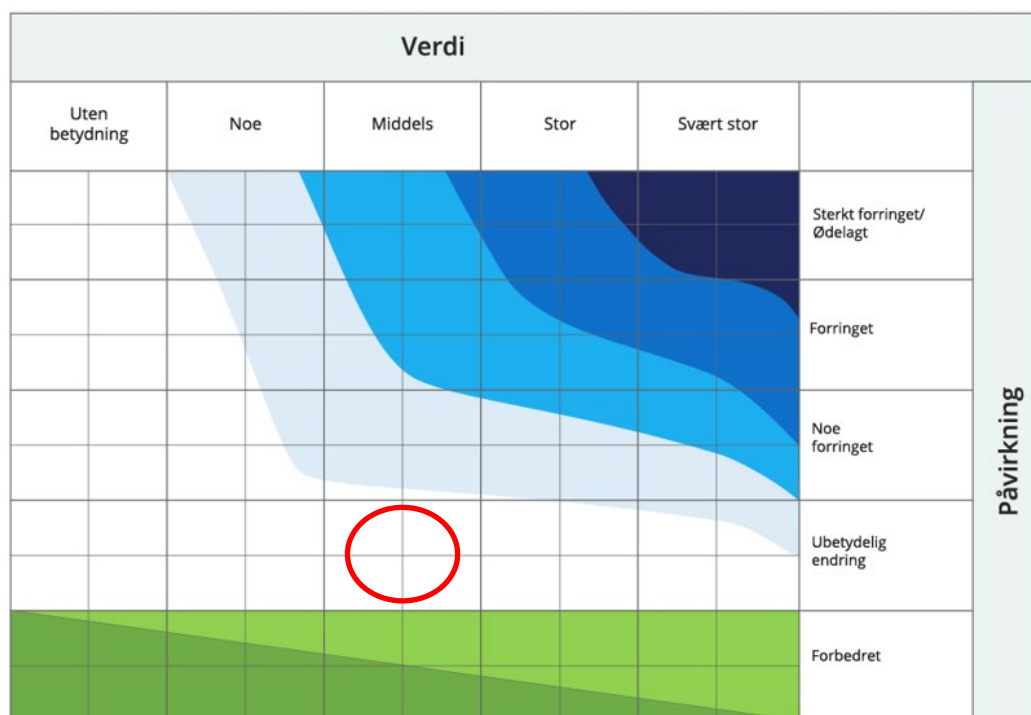 Verdi
Uten
betydning
Noe
Middels
Stor
Svært stor
Sterkt forringet/
Ødelagt
Forringet
Noe
forringet
Ubetydelig
endring
Forbedret
Påvirkning